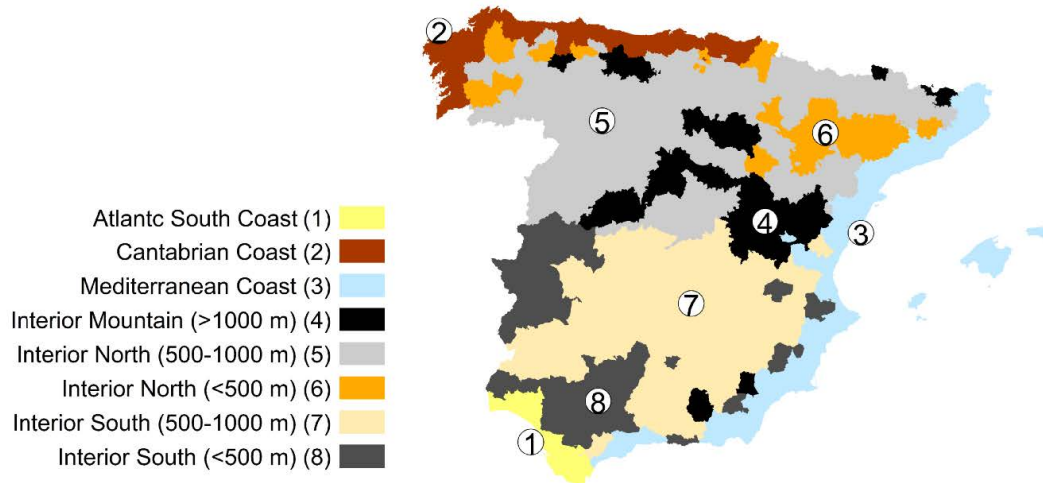 2
5
6
4
3
7
8
1
Atlantc South Coast (1)
Cantabrian Coast (2)
Mediterranean Coast (3)
Interior Mountain (>1000 m) (4)
Interior North (500-1000 m) (5)
Interior North (<500 m) (6)
Interior South (500-1000 m) (7)
Interior South (<500 m) (8)